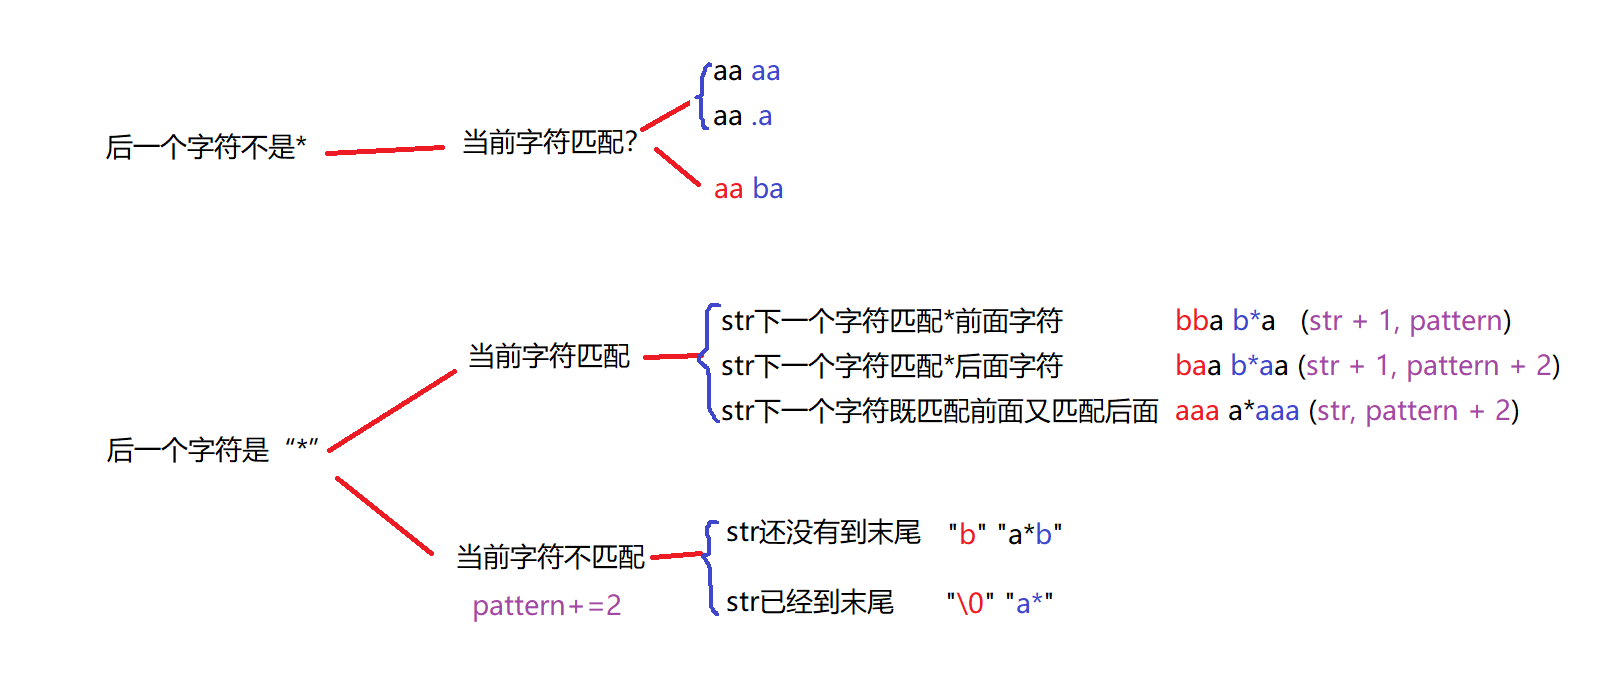 aa aa
aa .a
后一个字符不是*
当前字符匹配?
aa ba
str下一个字符匹配*前面字符 bba b*a (str + 1, pattern)
当前字符匹配
str下一个字符匹配*后面字符 baa b*aa (str + 1, pattern + 2)
str下一个字符既匹配前面又匹配后面 aaa a*aaa (str, pattern + 2)
后一个字符是“*”
str还没有到末尾 "b" "a*b"
当前字符不匹配
pattern+=2
str已经到末尾 "\0" "a*"